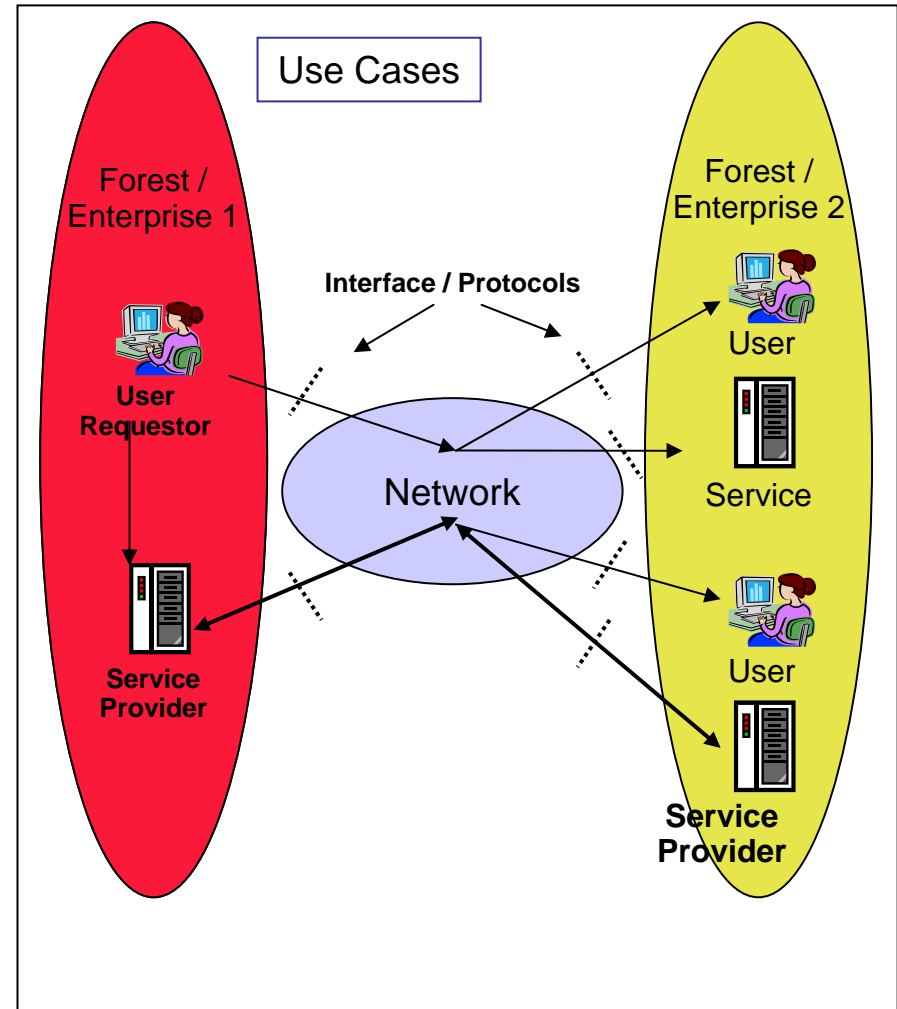 Use Cases
Forest /
Enterprise 1
Forest /
Enterprise 2
Interface / Protocols
User
Requestor
User
Service
Network
User
Service
Provider
Service
Provider